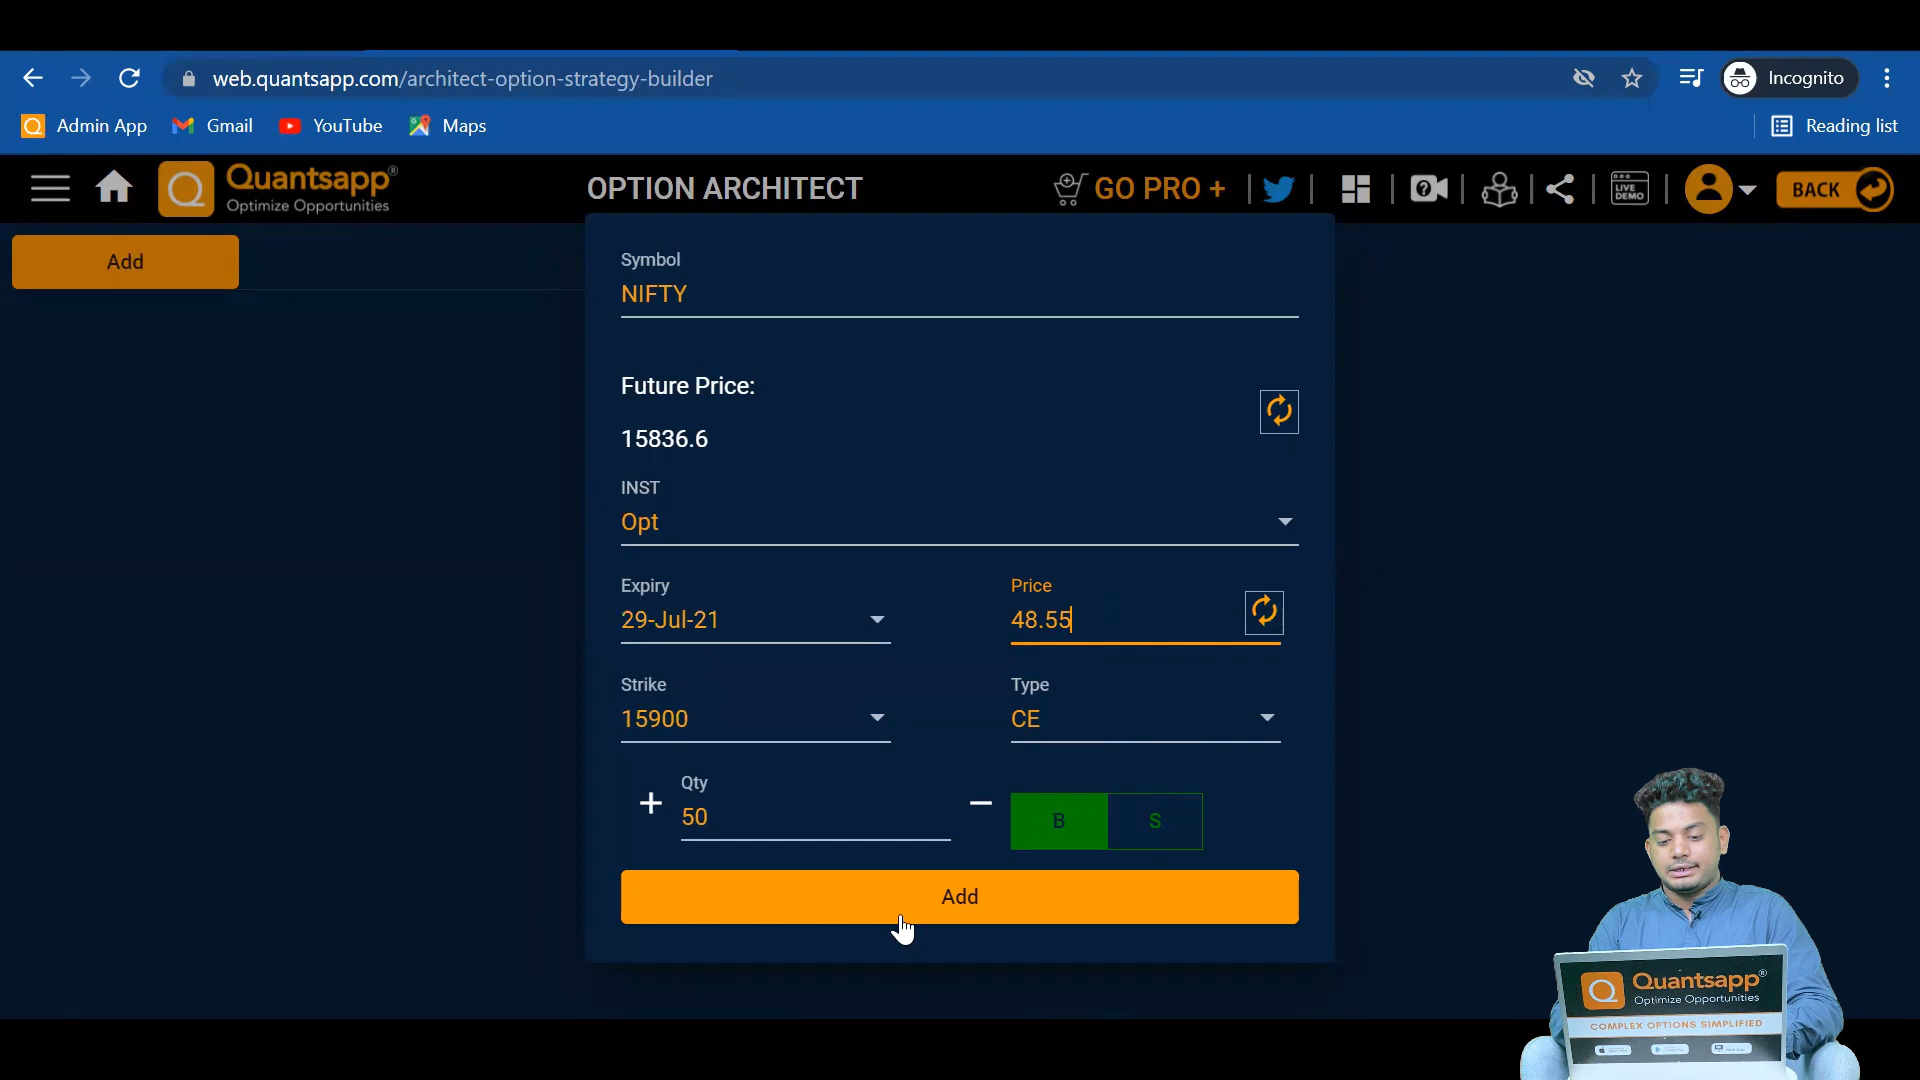 web.quantsapp.com/architect-option-strategy-builder
Incognito
Admin App
Gmail
YouTube
Maps
Reading list
Quantsapp®
Optimize Opportunities
OPTION ARCHITECT
GO PRO +
LIVE DEMO
BACK
Add
Symbol
NIFTY
Future Price:
15836.6
INST
Opt
Expiry
29-Jul-21
Price
48.55
Strike
15900
Type
CE
Qty
50
B
S
Add
Quantsapp®
Optimize Opportunities
COMPLEX OPTIONS SIMPLIFIED